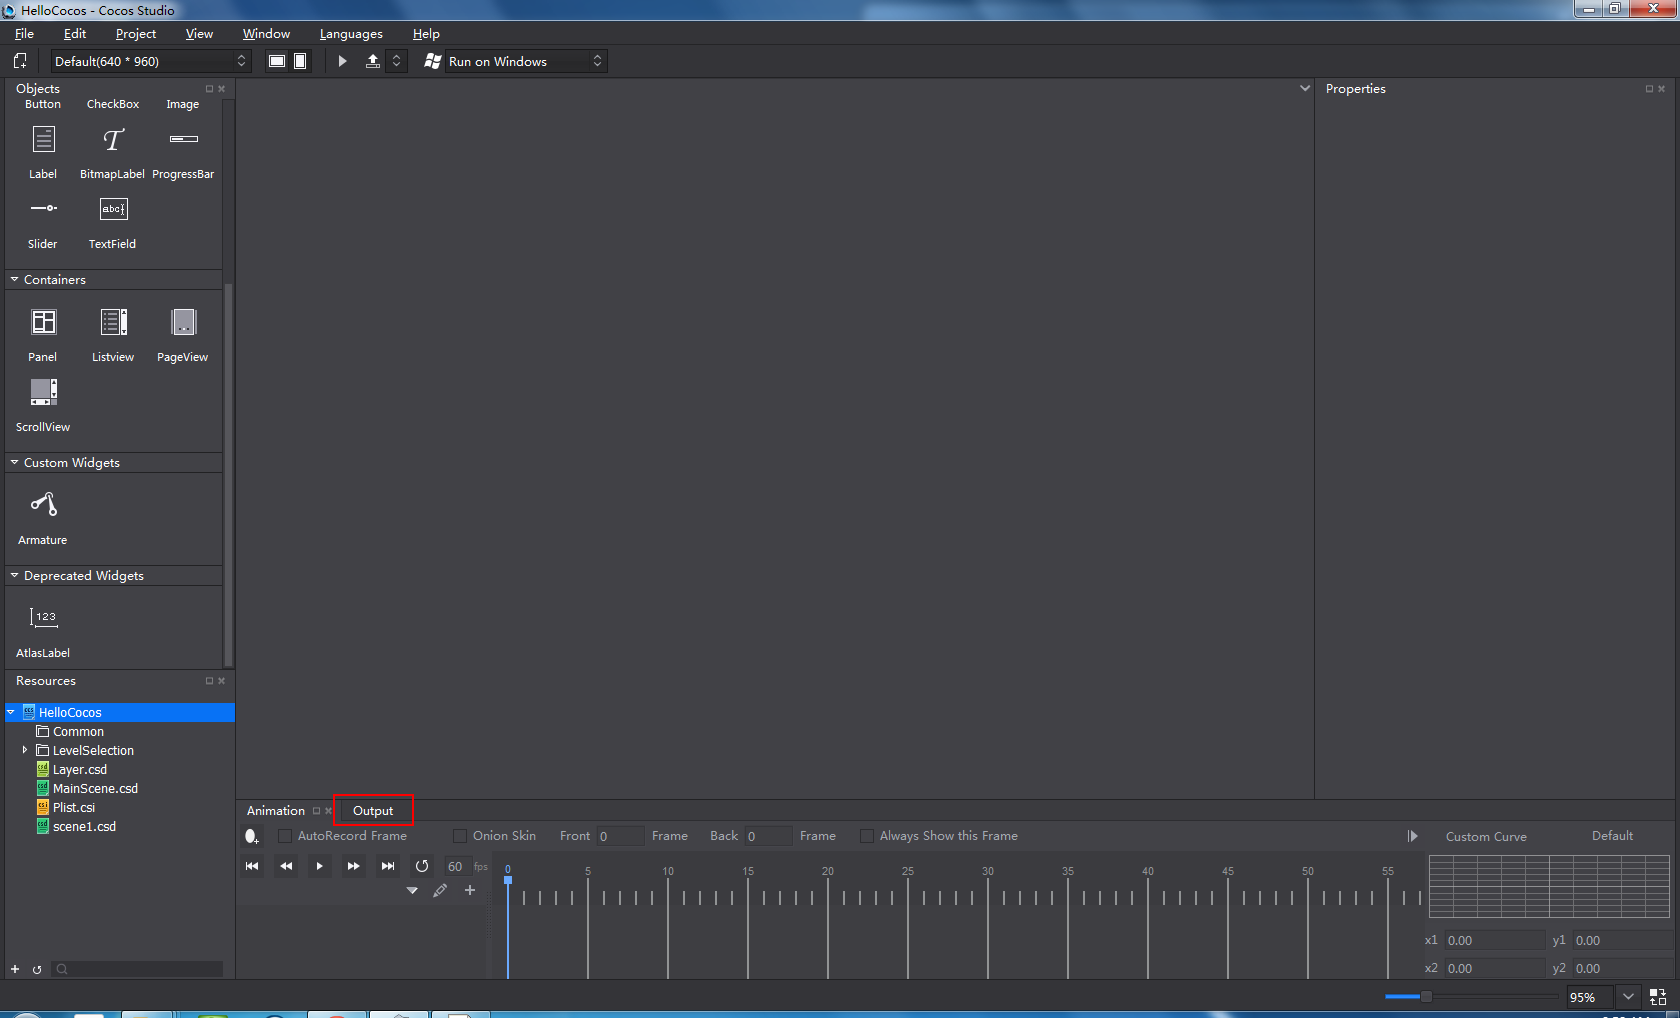 HelloCocos - Cocos Studio
File Edit Project View Window Languages Help
Default(640 * 960) Run on Windows
Objects
Button CheckBox Image
Label BitmapLabel ProgressBar
abc
Slider TextField
Containers
Panel Listview PageView
ScrollView
Custom Widgets
Armature
Deprecated Widgets
123
AtlasLabel
Resources
HelloCocos
Common
LevelSelection
Layer.csd
MainScene.csd
Plist.csi
scene1.csd
Properties
Animation Output
AutoRecord Frame Onion Skin Front 0 Frame Back 0 Frame Always Show this Frame
Custom Curve Default
60 fps
0 5 10 15 20 25 30 35 40 45 50 55
x1 0.00 y1 0.00
x2 0.00 y2 0.00
95%